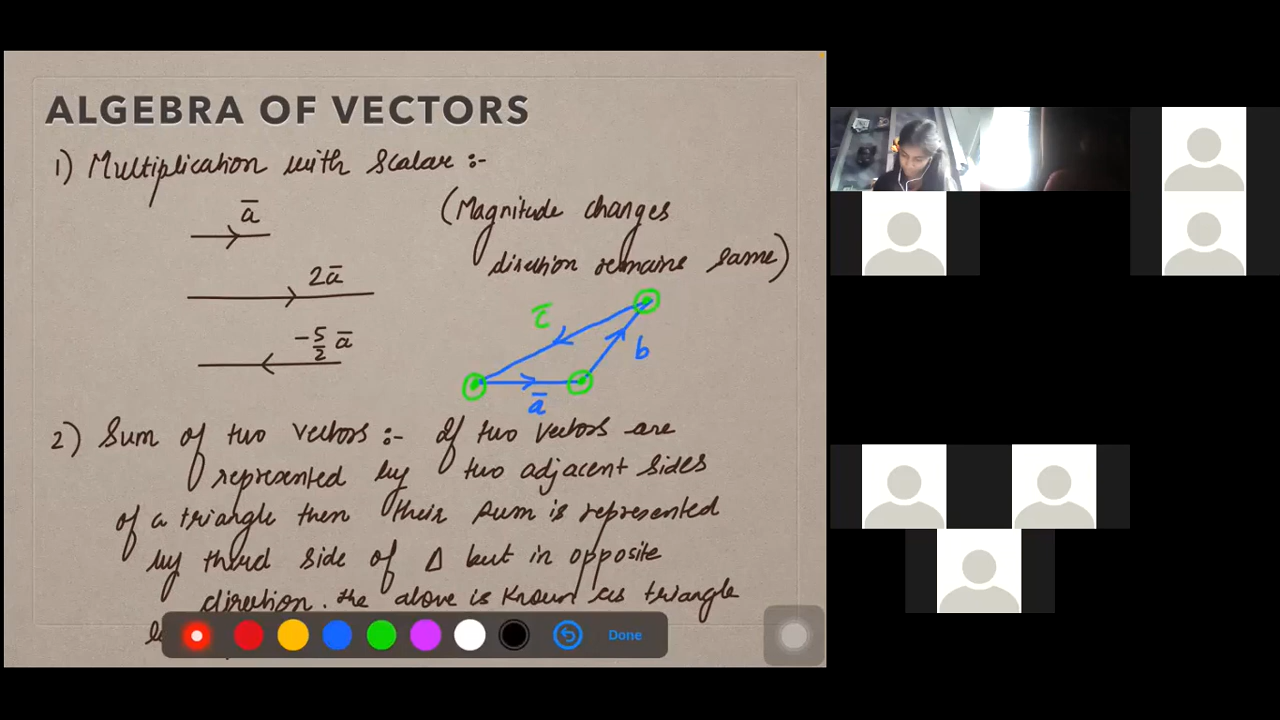 ALGEBRA OF VECTORS
1) Multiplication with Scalar :-
a̅
(Magnitude changes
direction remains same)
2a̅
-5/2 a̅
c̅
b
a̅
2) Sum of two vectors :- If two vectors are
represented by two adjacent sides
of a triangle then their sum is represented
by third side of Δ but in opposite
direction. the above is known as triangle
Done